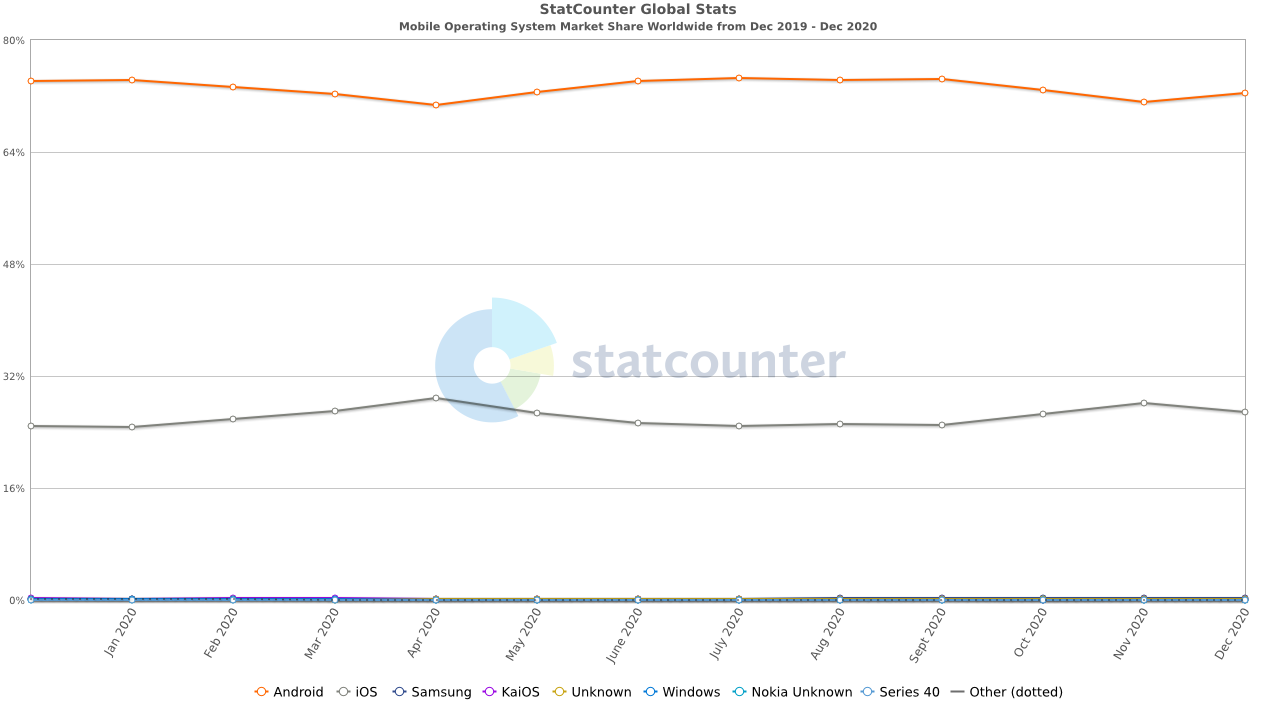 StatCounter Global Stats
Mobile Operating System Market Share Worldwide from Dec 2019 - Dec 2020
80%
64%
48%
statcounter
32%
16%
0%
Jan 2020
Feb 2020
Mar 2020
Apr 2020
May 2020
June 2020
July 2020
Aug 2020
Sept 2020
Oct 2020
Nov 2020
Dec 2020
Android iOS Samsung KaiOS Unknown Windows Nokia Unknown Series 40 Other (dotted)